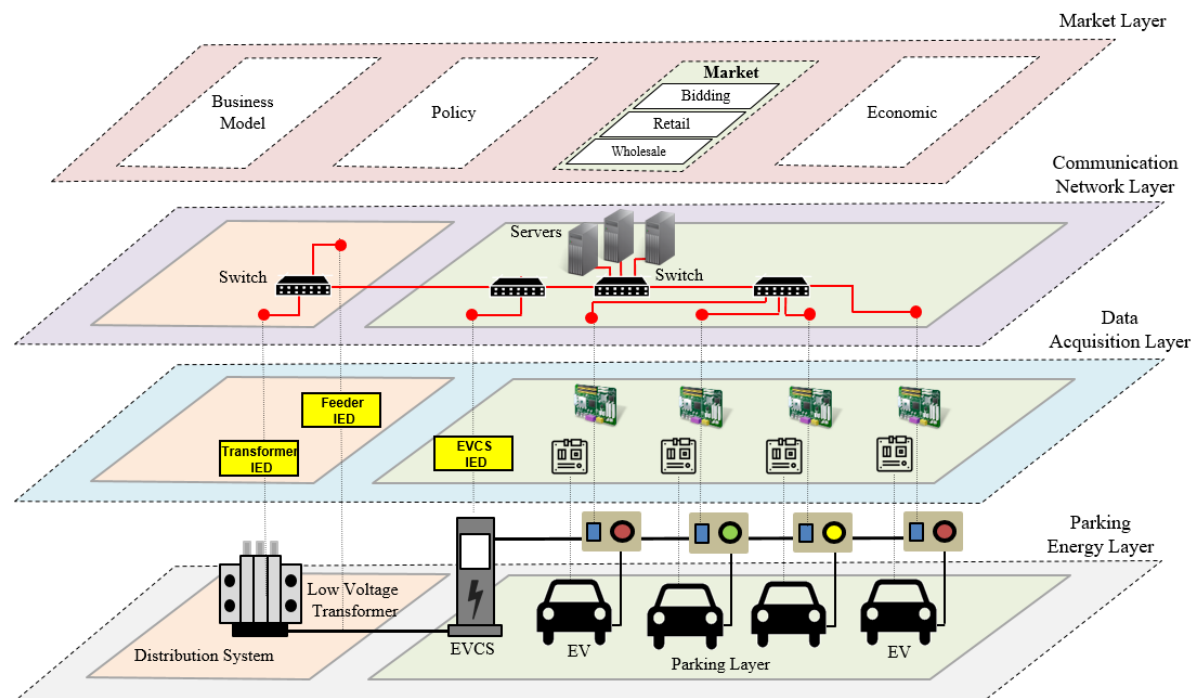 Market Layer
Market
Business
Model
Policy
Bidding
Retail
Wholesale
Economic
Communication
Network Layer
Servers
Switch
Switch
Data
Acquisition Layer
Feeder
IED
Transformer
IED
EVCS
IED
Parking
Energy Layer
Low Voltage
Transformer
Distribution System
EVCS
EV
Parking Layer
EV